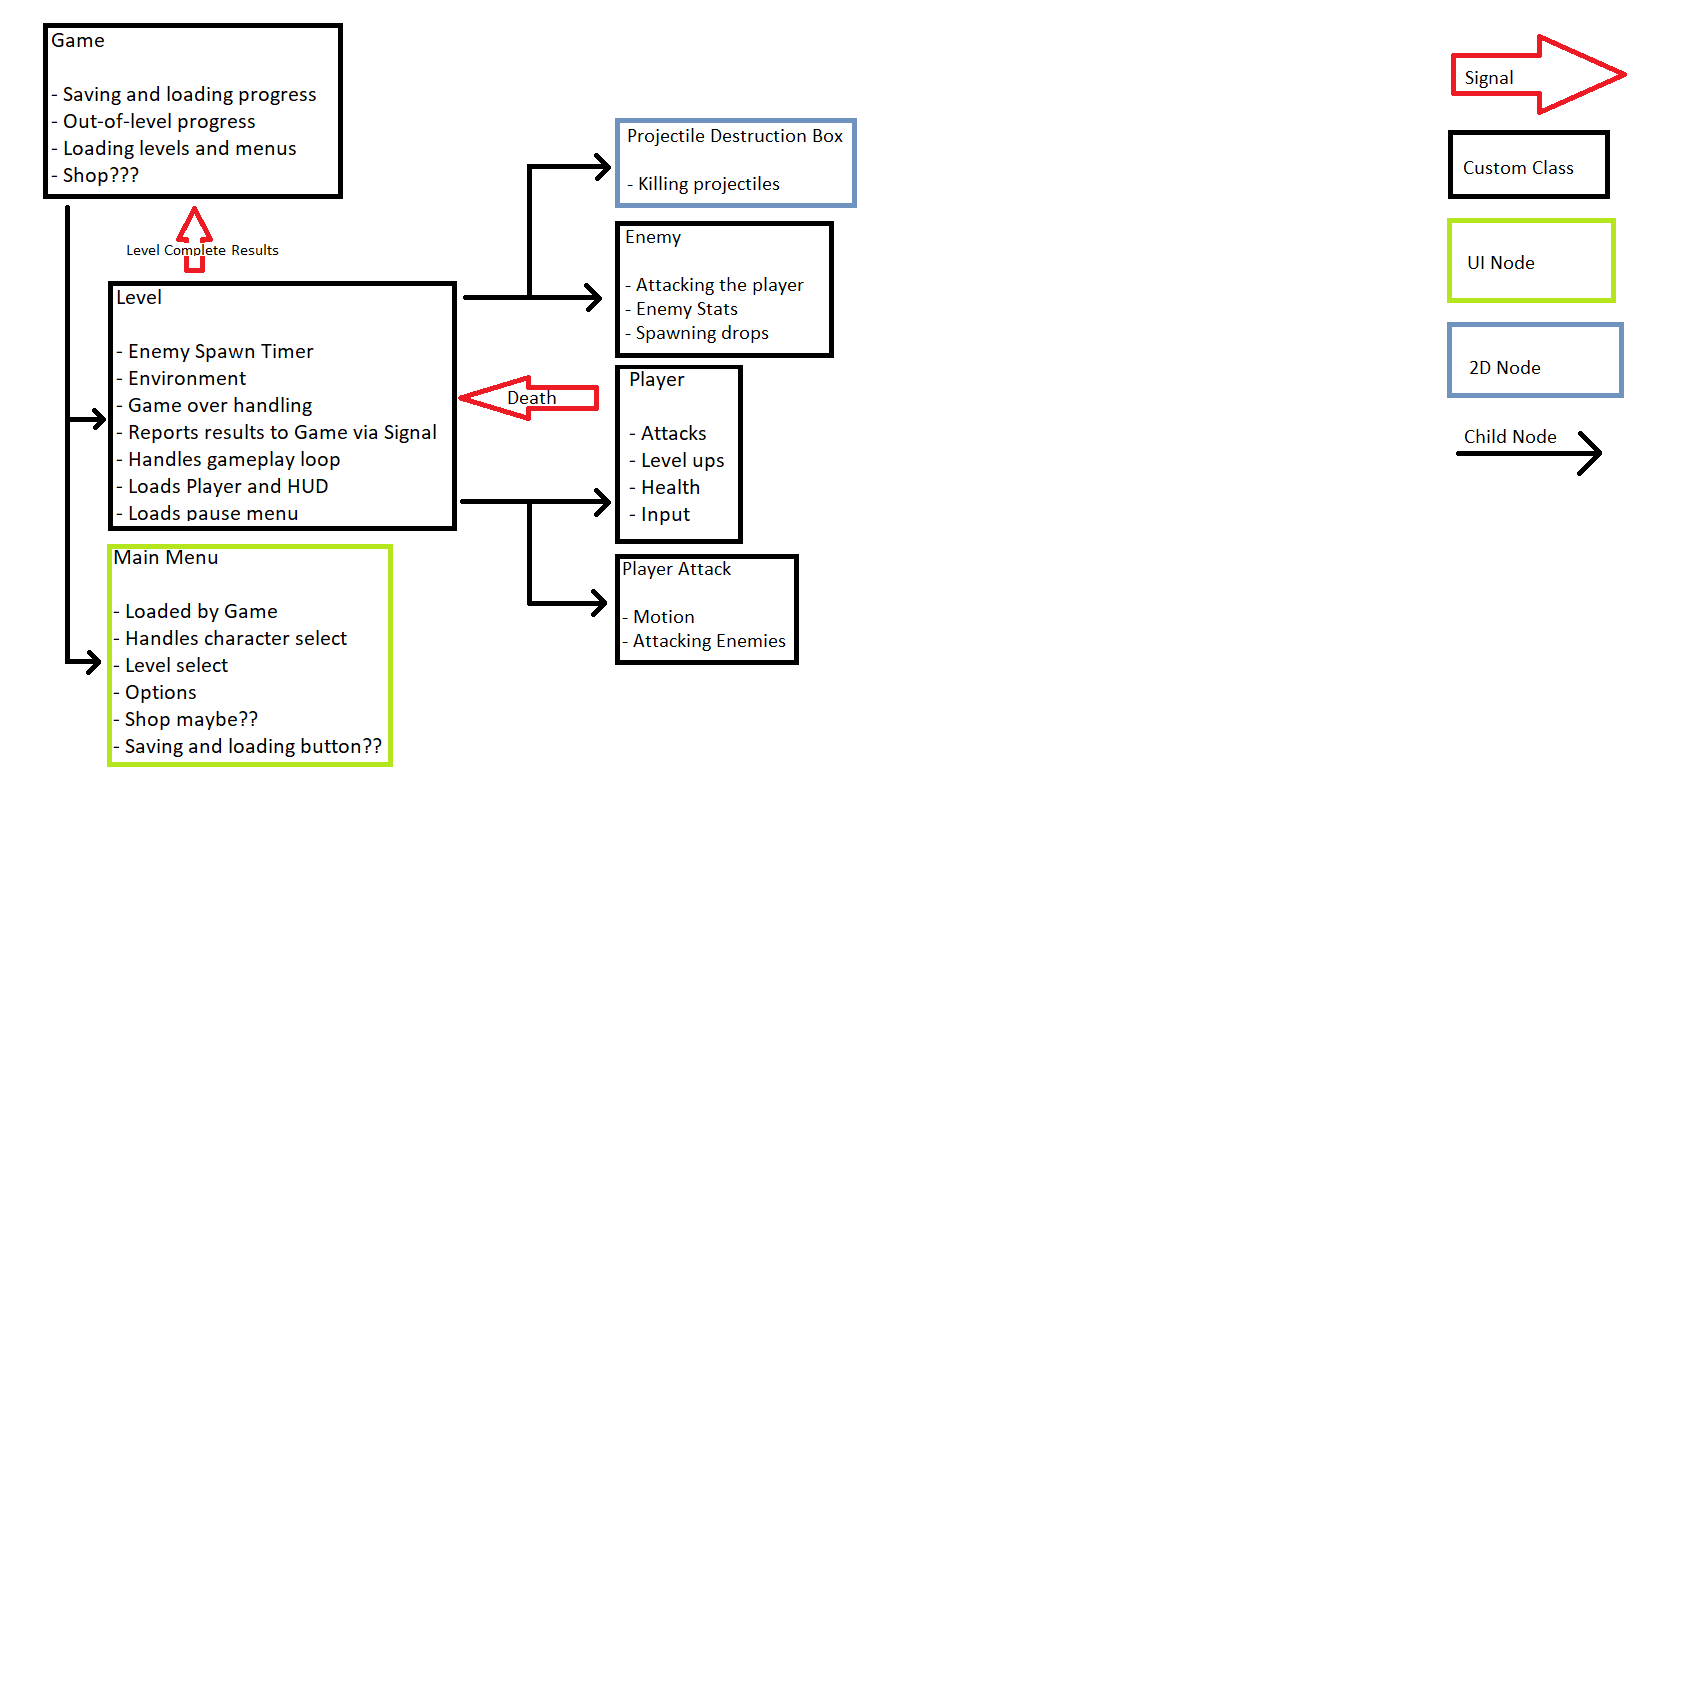 Game
- Saving and loading progress
- Out-of-level progress
- Loading levels and menus
- Shop???
Level Complete Results
Level
- Enemy Spawn Timer
- Environment
- Game over handling
- Reports results to Game via Signal
- Handles gameplay loop
- Loads Player and HUD
- Loads pause menu
Main Menu
- Loaded by Game
- Handles character select
- Level select
- Options
- Shop maybe??
- Saving and loading button??
Projectile Destruction Box
- Killing projectiles
Enemy
- Attacking the player
- Enemy Stats
- Spawning drops
Death
Player
- Attacks
- Level ups
- Health
- Input
Player Attack
- Motion
- Attacking Enemies
Signal
Custom Class
UI Node
2D Node
Child Node